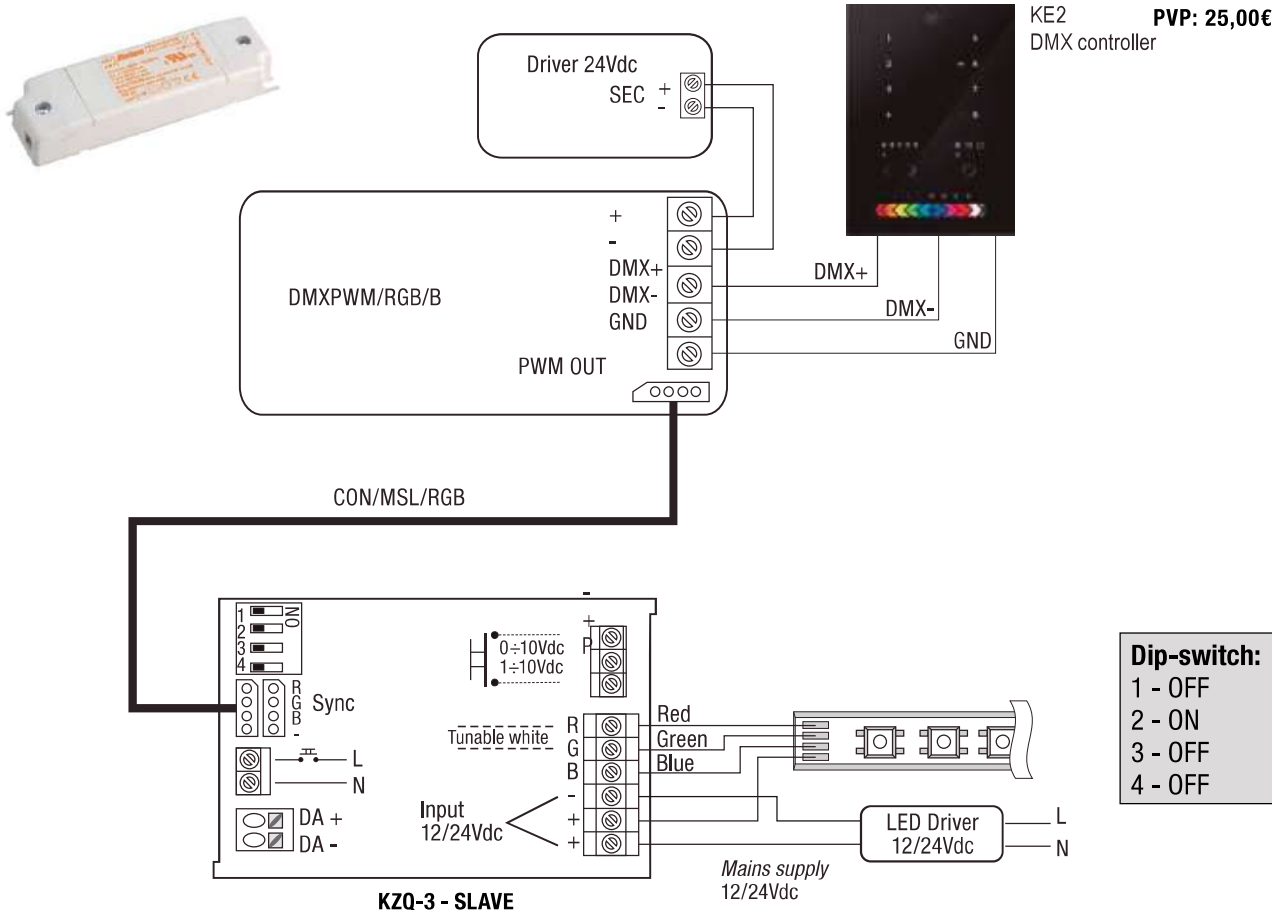 KE2
PVP: 25,00€
DMX controller
Driver 24Vdc
SEC +
-
+
-
DMX+
DMX-
GND
DMXPWM/RGB/B
PWM OUT
DMX+
DMX-
GND
CON/MSL/RGB
1
2
3
4
NO
R
G
B
-
Sync
L
N
DA +
DA -
-
+
P
0÷10Vdc
1÷10Vdc
Tunable white
R
G
B
-
+
+
Red
Green
Blue
Input
12/24Vdc
LED Driver
12/24Vdc
L
N
Mains supply
12/24Vdc
KZQ-3 - SLAVE
Dip-switch:
1 - OFF
2 - ON
3 - OFF
4 - OFF